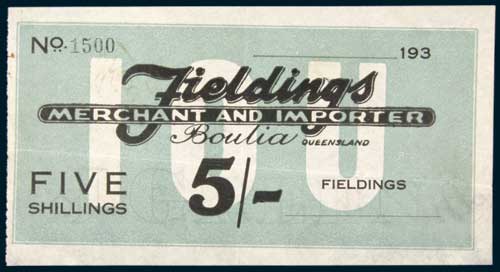 No. 1500
193
IOU
Fieldings
MERCHANT AND IMPORTER
Boulia QUEENSLAND
FIVE SHILLINGS
5/-
FIELDINGS